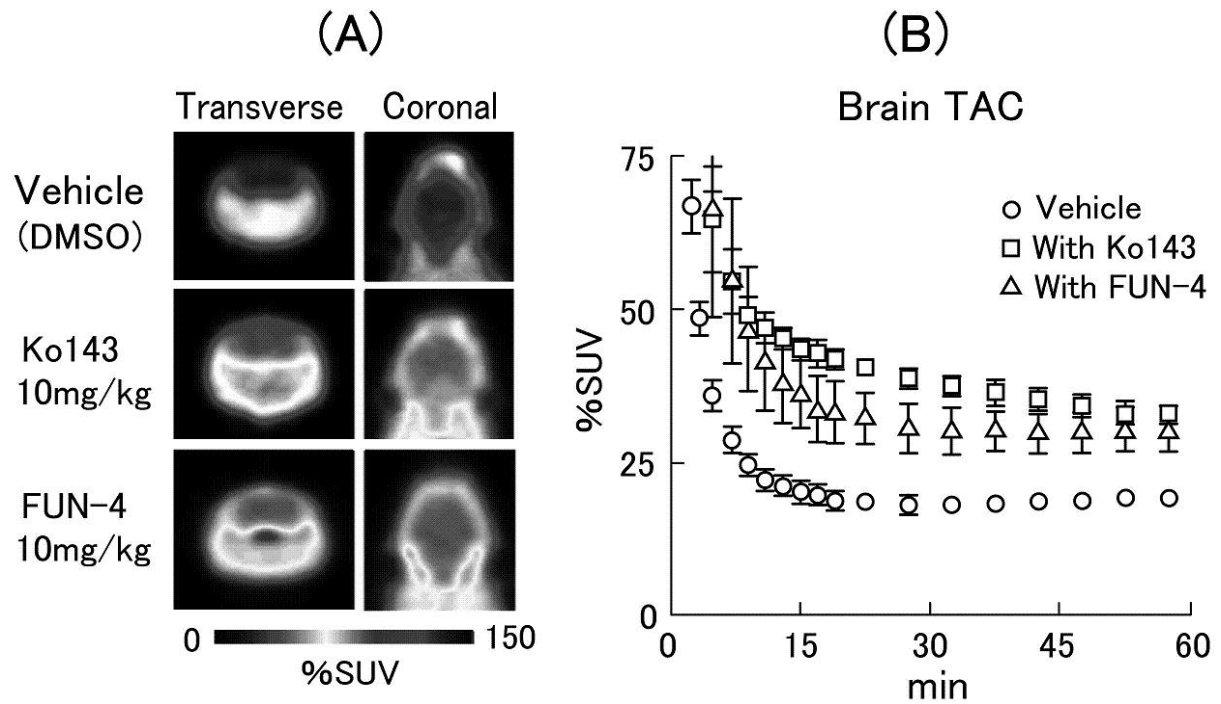 (A)
Transverse Coronal
Vehicle
(DMSO)
Ko143
10mg/kg
FUN-4
10mg/kg
0 150
%SUV
(B)
Brain TAC
75
50
25
0
%SUV
Vehicle
With Ko143
With FUN-4
0 15 30 45 60
min